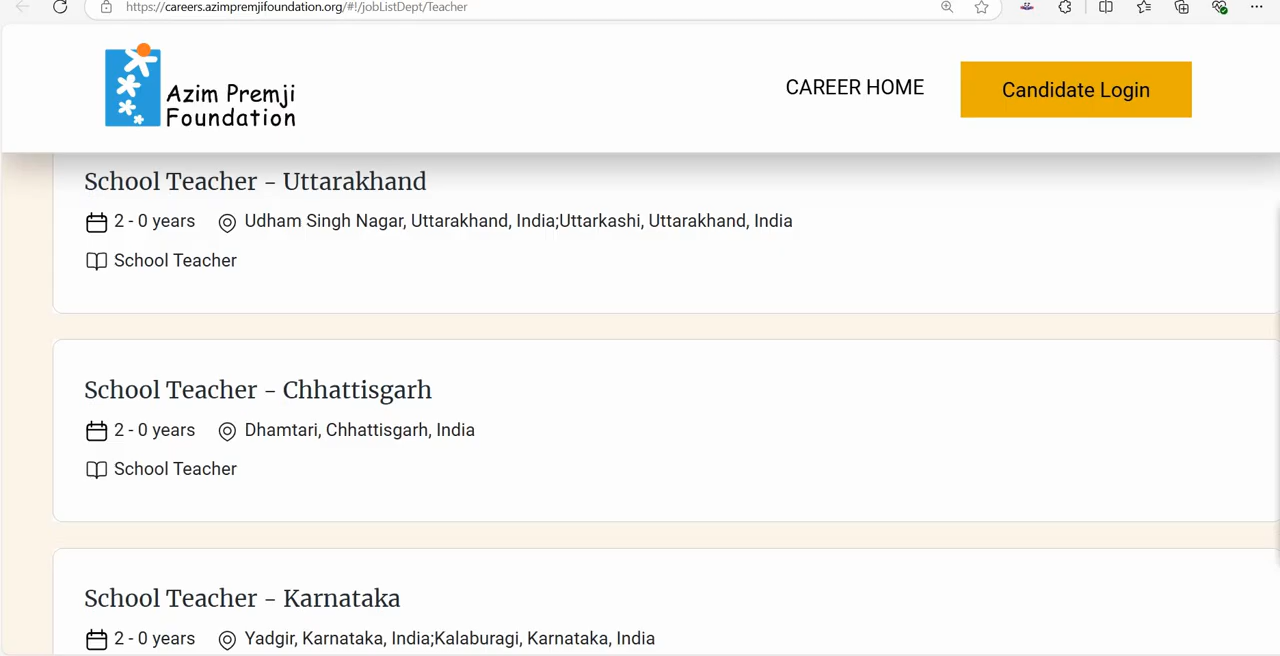 https://careers.azimpremjifoundation.org/#!/jobListDept/Teacher
Azim Premji
Foundation
CAREER HOME
Candidate Login
School Teacher - Uttarakhand
2 - 0 years
Udham Singh Nagar, Uttarakhand, India;Uttarkashi, Uttarakhand, India
School Teacher
School Teacher - Chhattisgarh
2 - 0 years
Dhamtari, Chhattisgarh, India
School Teacher
School Teacher - Karnataka
2 - 0 years
Yadgir, Karnataka, India;Kalaburagi, Karnataka, India